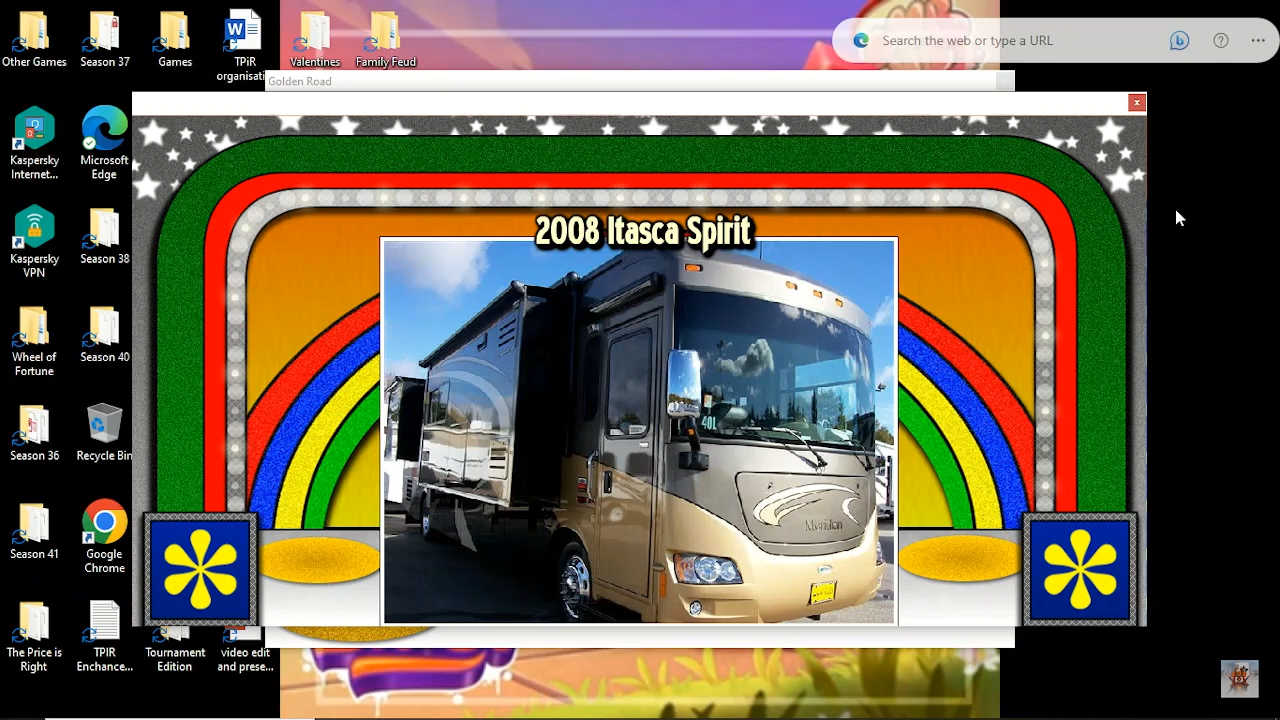 Other Games
Season 37
Games
TPiR
organisati
Valentines
Family Feud
Search the web or type a URL
Golden Road
Kaspersky
Internet...
Microsoft
Edge
2008 Itasca Spirit
Kaspersky
VPN
Season 38
Wheel of
Fortune
Season 40
40L
Season 36
Recycle Bin
Meridian
Season 41
Google
Chrome
The Price is
Right
TPIR
Enchance...
Tournament
Edition
video edit
and prese...